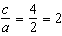 c/a = 4/2 = 2